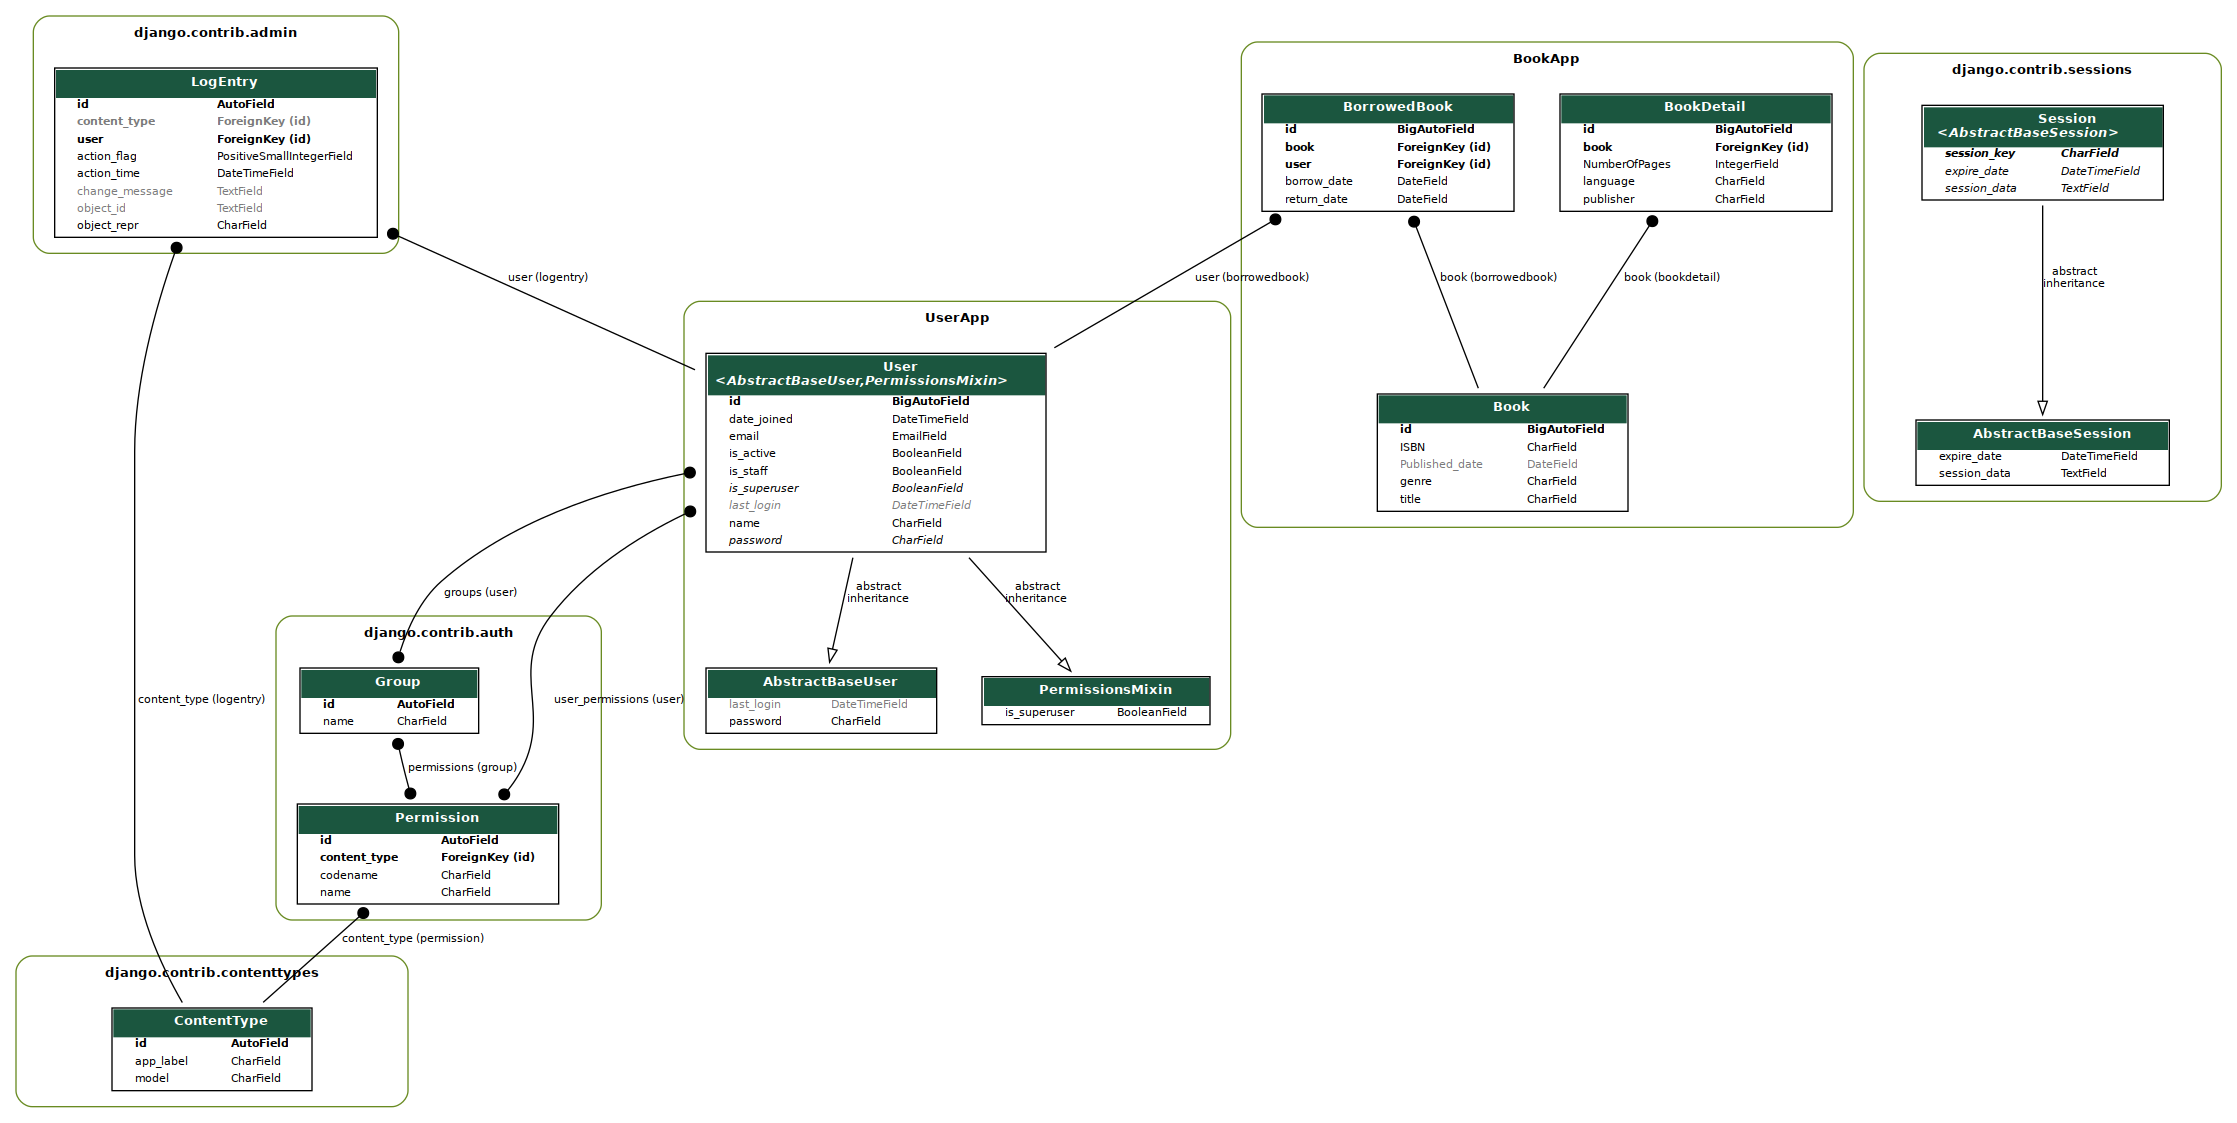 django.contrib.admin
LogEntry
id AutoField
content_type ForeignKey (id)
user ForeignKey (id)
action_flag PositiveSmallIntegerField
action_time DateTimeField
change_message TextField
object_id TextField
object_repr CharField
BookApp
BorrowedBook
id BigAutoField
book ForeignKey (id)
user ForeignKey (id)
borrow_date DateField
return_date DateField
BookDetail
id BigAutoField
book ForeignKey (id)
NumberOfPages IntegerField
language CharField
publisher CharField
django.contrib.sessions
Session
<AbstractBaseSession>
session_key CharField
expire_date DateTimeField
session_data TextField
user (logentry)
user (borrowedbook)
book (borrowedbook)
book (bookdetail)
abstract
inheritance
UserApp
User
<AbstractBaseUser,PermissionsMixin>
id BigAutoField
date_joined DateTimeField
email EmailField
is_active BooleanField
is_staff BooleanField
is_superuser BooleanField
last_login DateTimeField
name CharField
password CharField
Book
id BigAutoField
ISBN CharField
Published_date DateField
genre CharField
title CharField
AbstractBaseSession
expire_date DateTimeField
session_data TextField
groups (user)
abstract
inheritance
abstract
inheritance
django.contrib.auth
Group
id AutoField
name CharField
content_type (logentry)
user_permissions (user)
AbstractBaseUser
last_login DateTimeField
password CharField
PermissionsMixin
is_superuser BooleanField
permissions (group)
Permission
id AutoField
content_type ForeignKey (id)
codename CharField
name CharField
content_type (permission)
django.contrib.contenttypes
ContentType
id AutoField
app_label CharField
model CharField